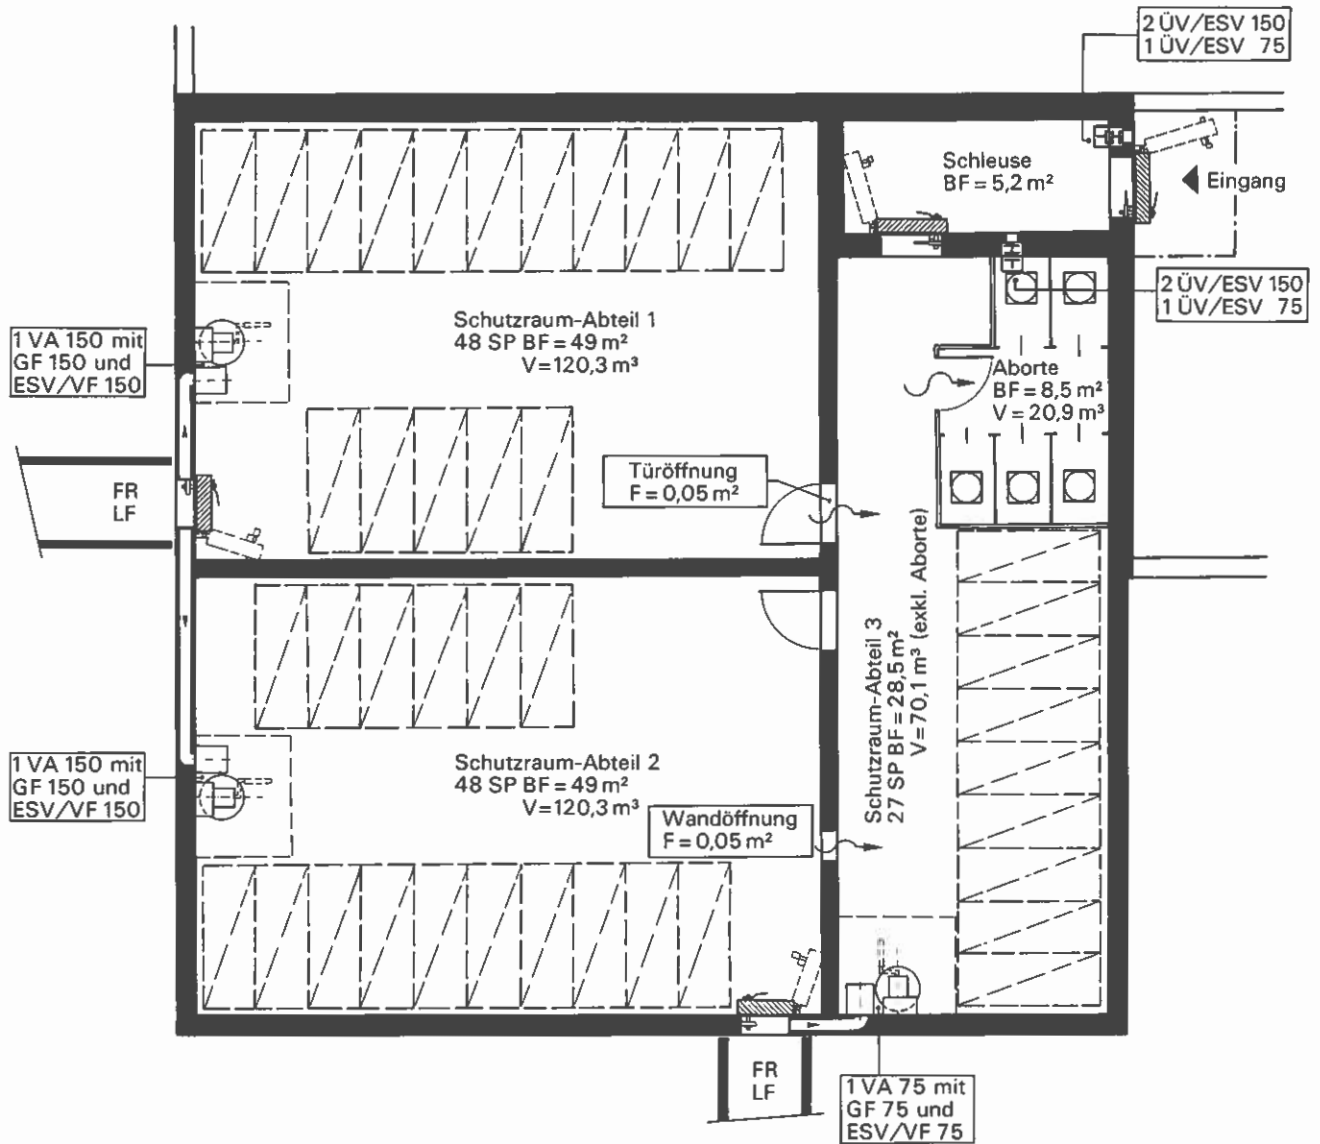 2 ÜV/ESV 150
1 ÜV/ESV 75
Schleuse
BF = 5,2 m²
Eingang
2 ÜV/ESV 150
1 ÜV/ESV 75
Schutzraum-Abteil 1
48 SP BF = 49 m²
V = 120,3 m³
1 VA 150 mit
GF 150 und
ESV/VF 150
Aborte
BF = 8,5 m²
V = 20,9 m³
Türöffnung
F = 0,05 m²
FR
LF
Schutzraum-Abteil 3
27 SP BF = 28,5 m²
V = 70,1 m³ (exkl. Aborte)
1 VA 150 mit
GF 150 und
ESV/VF 150
Schutzraum-Abteil 2
48 SP BF = 49 m²
V = 120,3 m³
Wandöffnung
F = 0,05 m²
FR
LF
1 VA 75 mit
GF 75 und
ESV/VF 75